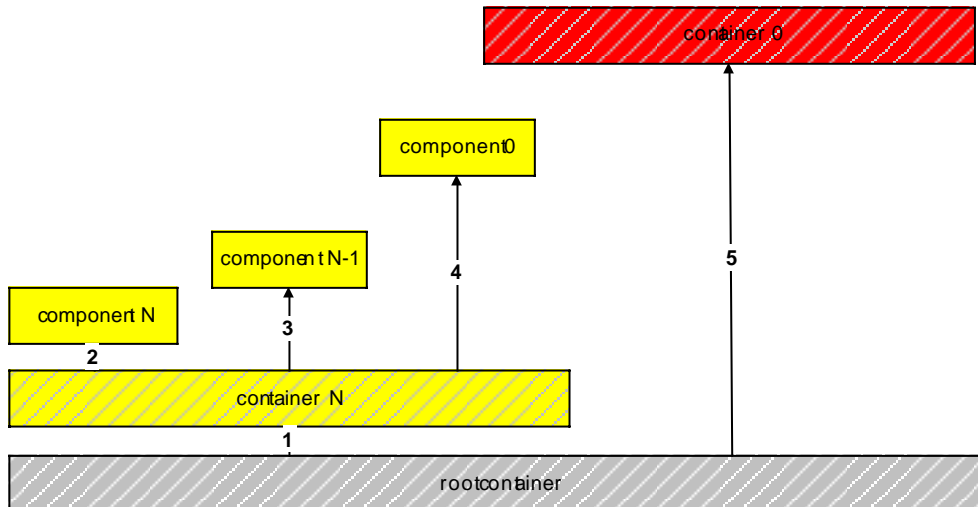 container 0
component0
component N-1
4
5
component N
3
2
container N
1
rootcontainer